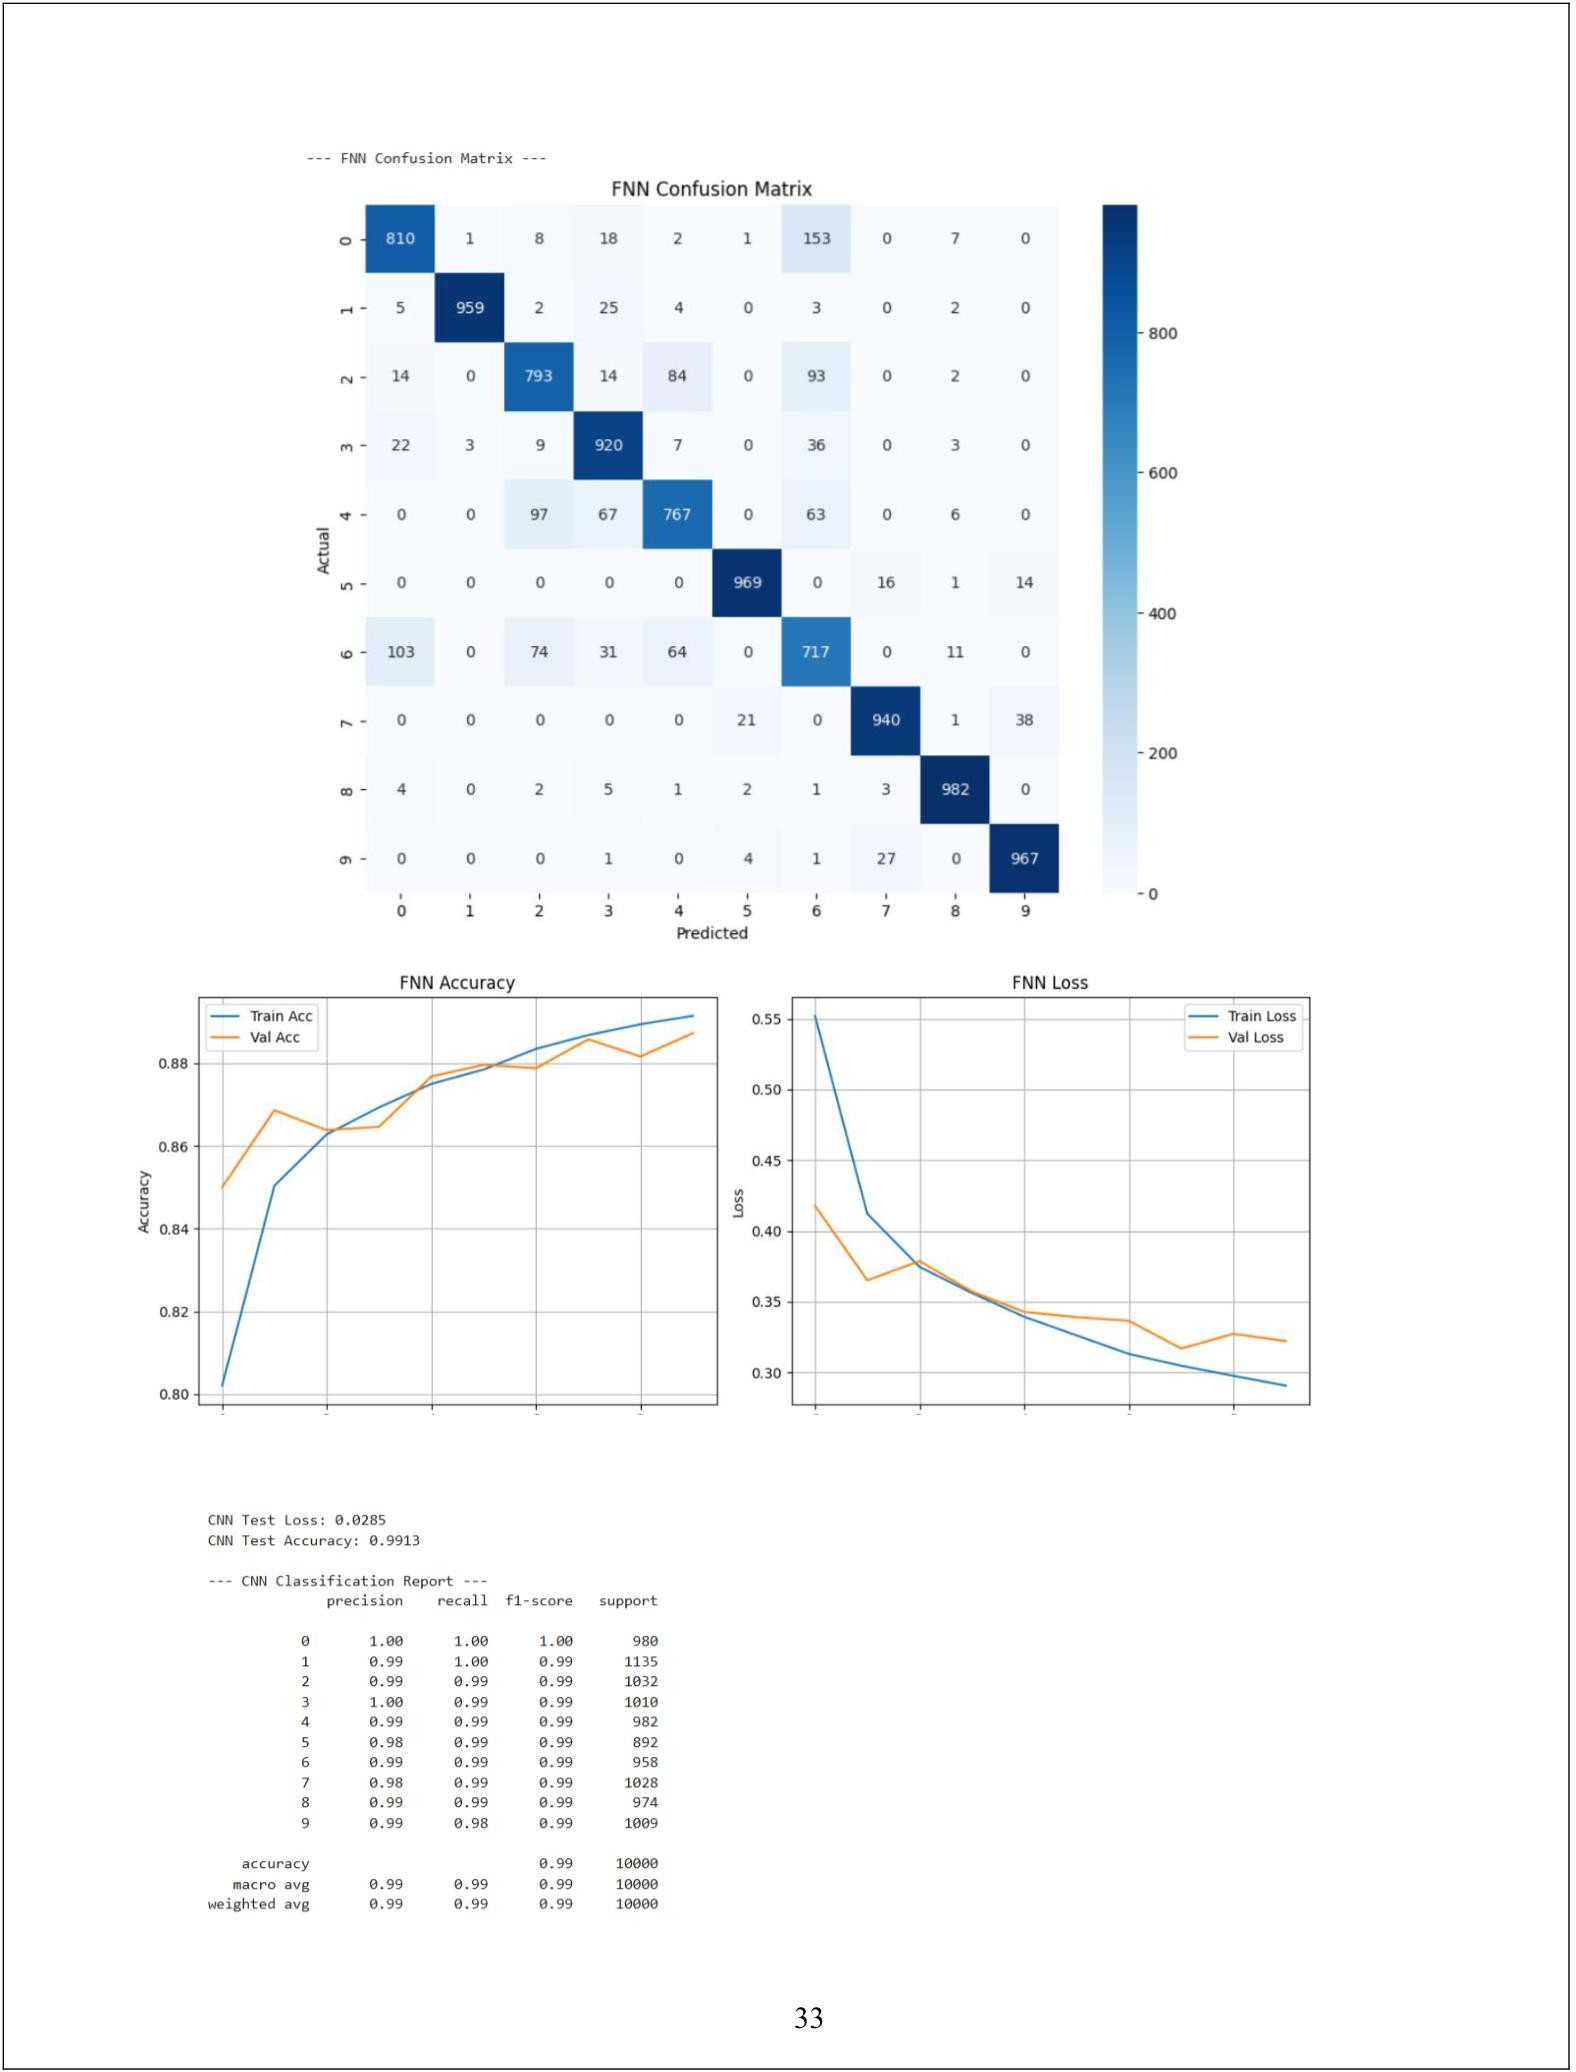 --- FNN Confusion Matrix ---
FNN Confusion Matrix
0 810 1 8 18 2 1 153 0 7 0
1 5 959 2 25 4 0 3 0 2 0
2 14 0 793 14 84 0 93 0 2 0
3 22 3 9 920 7 0 36 0 3 0
4 0 0 97 67 767 0 63 0 6 0
5 0 0 0 0 0 969 0 16 1 14
6 103 0 74 31 64 0 717 0 11 0
7 0 0 0 0 0 21 0 940 1 38
8 4 0 2 5 1 2 1 3 982 0
9 0 0 0 1 0 4 1 27 0 967
0 1 2 3 4 5 6 7 8 9
Predicted
Actual
800
600
400
200
0
FNN Accuracy
Train Acc
Val Acc
0.88
0.86
0.84
0.82
0.80
Accuracy
FNN Loss
Train Loss
Val Loss
0.55
0.50
0.45
0.40
0.35
0.30
Loss
CNN Test Loss: 0.0285
CNN Test Accuracy: 0.9913
--- CNN Classification Report ---
precision recall f1-score support
0 1.00 1.00 1.00 980
1 0.99 1.00 0.99 1135
2 0.99 0.99 0.99 1032
3 1.00 0.99 0.99 1010
4 0.99 0.99 0.99 982
5 0.98 0.99 0.99 892
6 0.99 0.99 0.99 958
7 0.98 0.99 0.99 1028
8 0.99 0.99 0.99 974
9 0.99 0.98 0.99 1009
accuracy 0.99 10000
macro avg 0.99 0.99 0.99 10000
weighted avg 0.99 0.99 0.99 10000
33